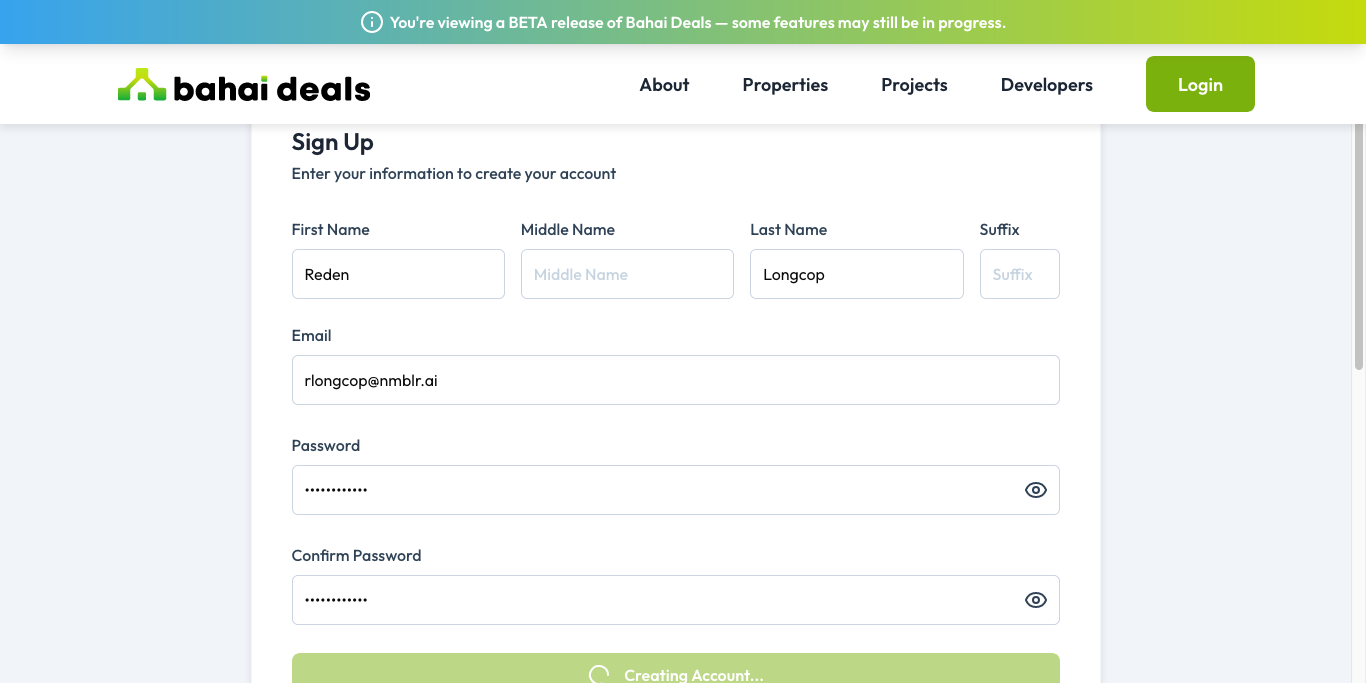 You're viewing a BETA release of Bahai Deals — some features may still be in progress.
bahai deals
About
Properties
Projects
Developers
Login
Sign Up
Enter your information to create your account
First Name
Middle Name
Last Name
Suffix
Reden
Middle Name
Longcop
Suffix
Email
rlongcop@nmblr.ai
Password
••••••••••••
Confirm Password
••••••••••••
Creating Account...